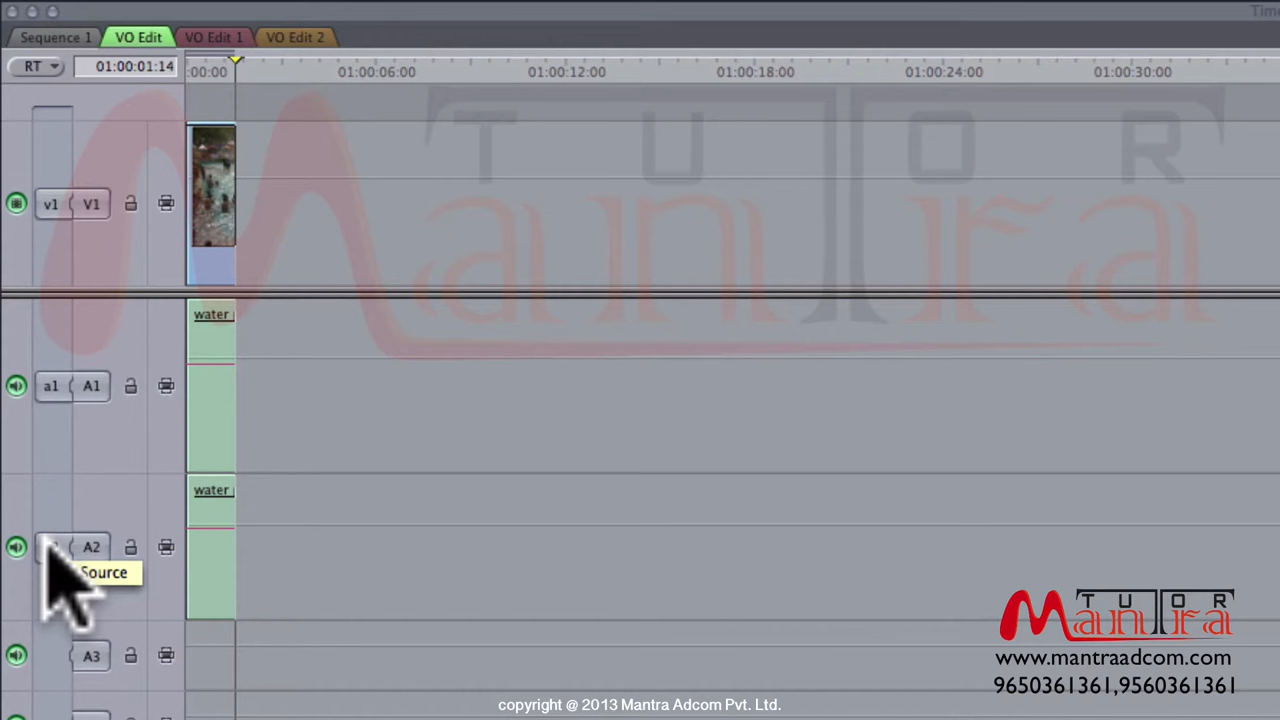 Time
Sequence 1 VO Edit VO Edit 1 VO Edit 2
RT 01:00:01:14 :00:00 01:00:06:00 01:00:12:00 01:00:18:00 01:00:24:00 01:00:30:00
TUTOR
Mantra
v1 V1
water
a1 A1
water
A2
Source
A3
TUTOR
Mantra
www.mantraadcom.com
9650361361,9560361361
copyright @ 2013 Mantra Adcom Pvt. Ltd.